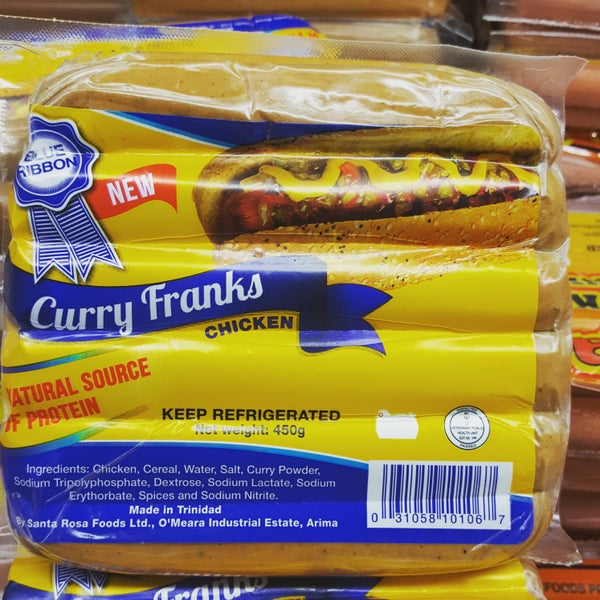 BLUE
RIBBON
NEW
Curry Franks
CHICKEN
NATURAL SOURCE
OF PROTEIN
KEEP REFRIGERATED
Net weight: 450g
Ingredients: Chicken, Cereal, Water, Salt, Curry Powder,
Sodium Tripolyphosphate, Dextrose, Sodium Lactate, Sodium
Erythorbate, Spices and Sodium Nitrite.
Made in Trinidad
By Santa Rosa Foods Ltd., O'Meara Industrial Estate, Arima
0 31058 10106 7
Curry Franks
FOODS